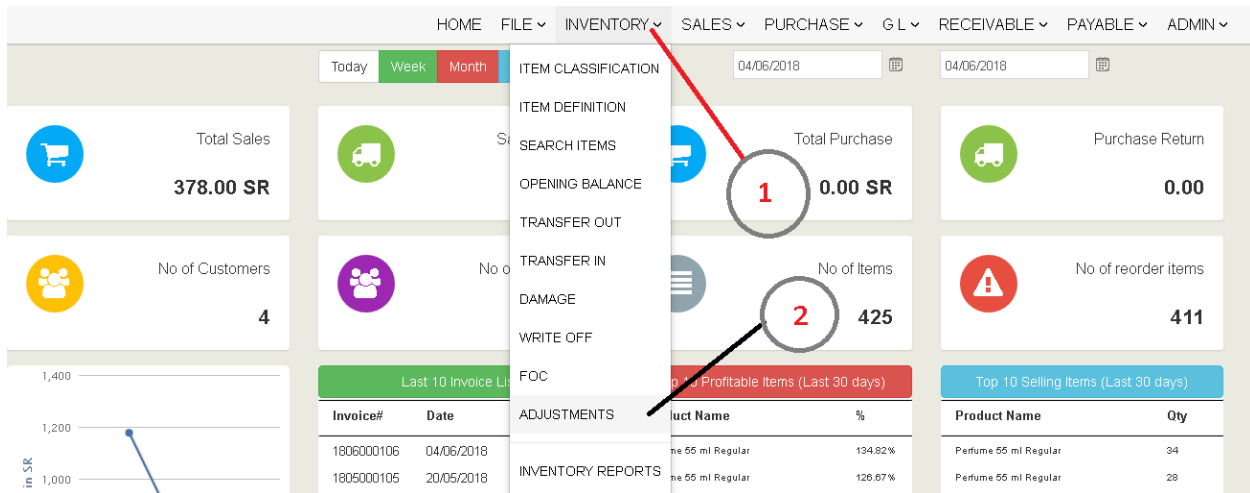 HOME FILE INVENTORY SALES PURCHASE G L RECEIVABLE PAYABLE ADMIN
Today Week Month 04/06/2018 04/06/2018
ITEM CLASSIFICATION
ITEM DEFINITION
SEARCH ITEMS
OPENING BALANCE
TRANSFER OUT
TRANSFER IN
DAMAGE
WRITE OFF
FOC
ADJUSTMENTS
INVENTORY REPORTS
1
2
Total Sales
378.00 SR
Total Purchase
0.00 SR
Purchase Return
0.00
No of Customers
4
No of Items
425
No of reorder items
411
1,400
1,200
1,000
in SR
Last 10 Invoice
Invoice# Date
1806000106 04/06/2018
1805000105 20/05/2018
Profitable Items (Last 30 days)
Name %
55 ml Regular 134.82%
55 ml Regular 126.67%
Top 10 Selling Items (Last 30 days)
Product Name Qty
Perfume 55 ml Regular 34
Perfume 55 ml Regular 28